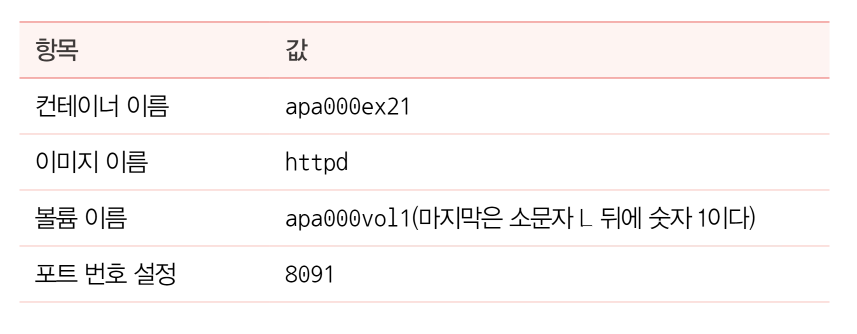 항목 값
컨테이너 이름 apa000ex21
이미지 이름 httpd
볼륨 이름 apa000vol1(마지막은 소문자 L 뒤에 숫자 1이다)
포트 번호 설정 8091